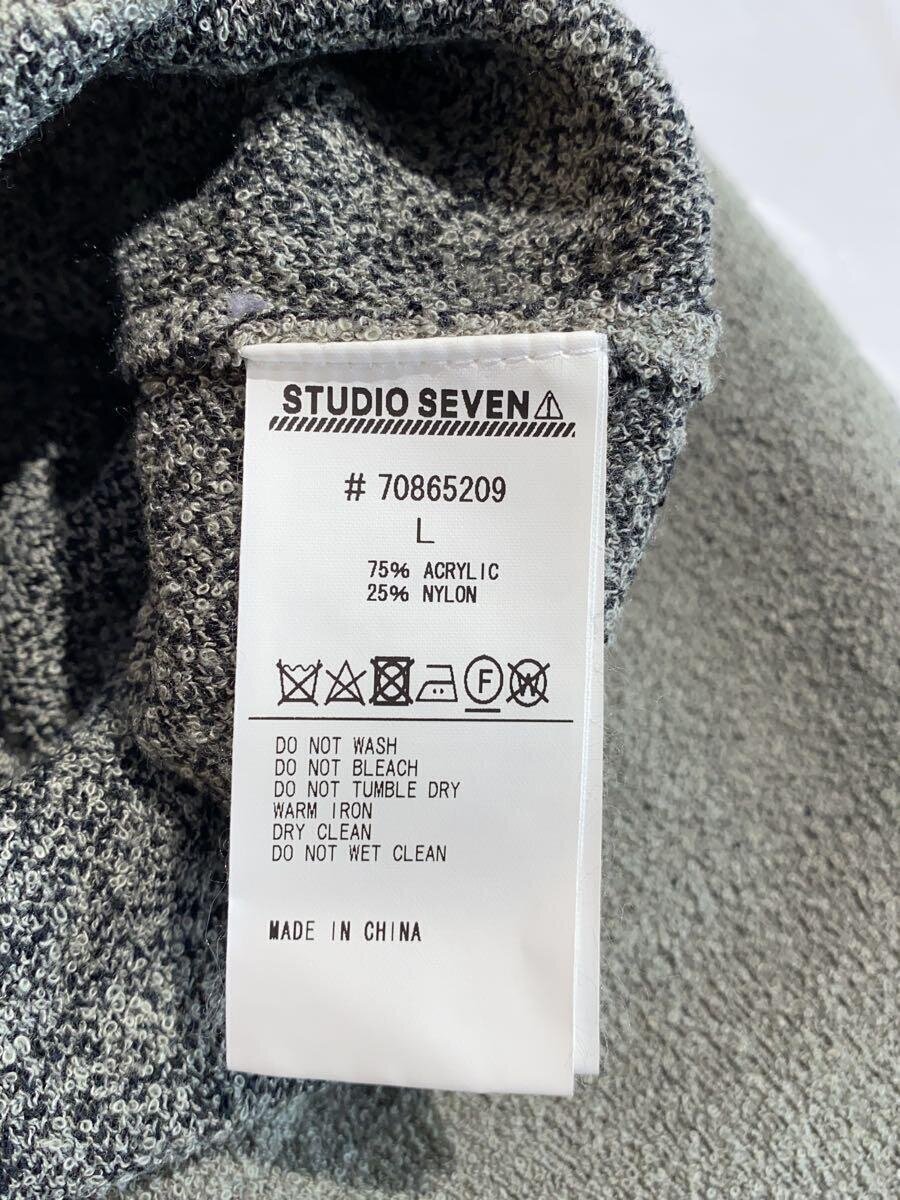 STUDIO SEVEN
# 70865209
L
75% ACRYLIC
25% NYLON
F W
DO NOT WASH
DO NOT BLEACH
DO NOT TUMBLE DRY
WARM IRON
DRY CLEAN
DO NOT WET CLEAN
MADE IN CHINA